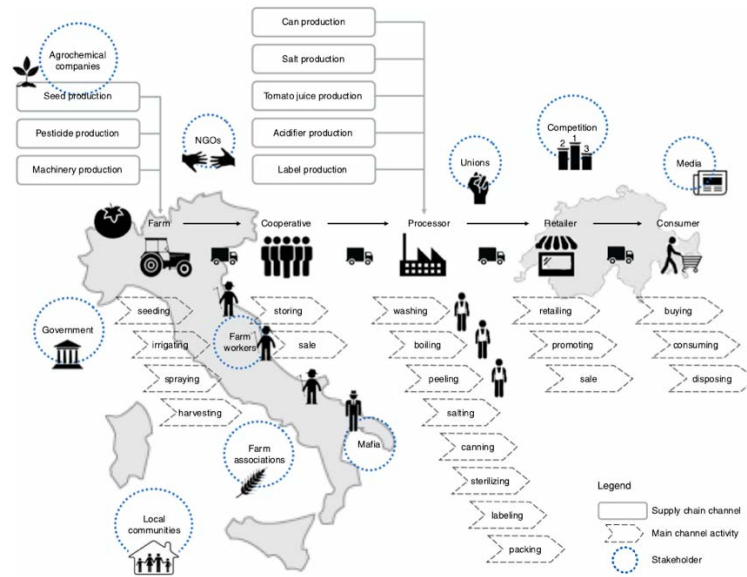 Can production
Agrochemical
companies
Salt production
Seed production
Tomato juice production
Pesticide production
Acidifier production
Machinery production
Label production
NGOs
Unions
Competition
2 1 3
Media
Farm
Cooperative
Processor
Retailer
Consumer
seeding
irrigating
spraying
harvesting
storing
sale
washing
boiling
peeling
salting
canning
sterilizing
labeling
packing
retailing
promoting
sale
buying
consuming
disposing
Government
Farm
workers
Mafia
Farm
associations
Local
communities
Legend
Supply chain channel
Main channel activity
Stakeholder